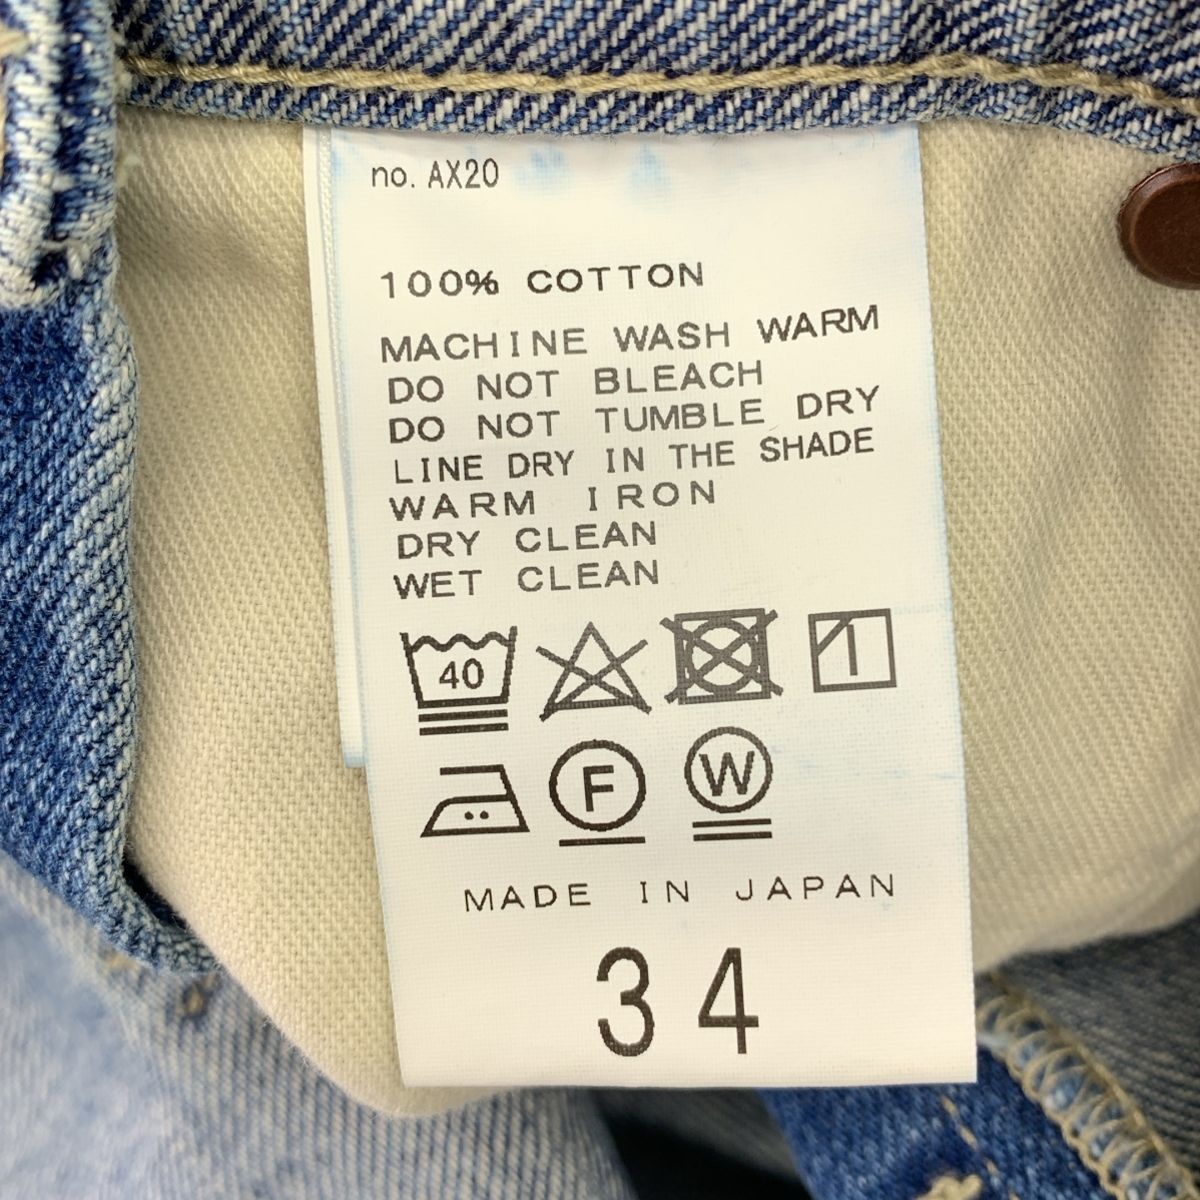 no. AX20
100% COTTON
MACHINE WASH WARM
DO NOT BLEACH
DO NOT TUMBLE DRY
LINE DRY IN THE SHADE
WARM IRON
DRY CLEAN
WET CLEAN
40
F W
MADE IN JAPAN
34